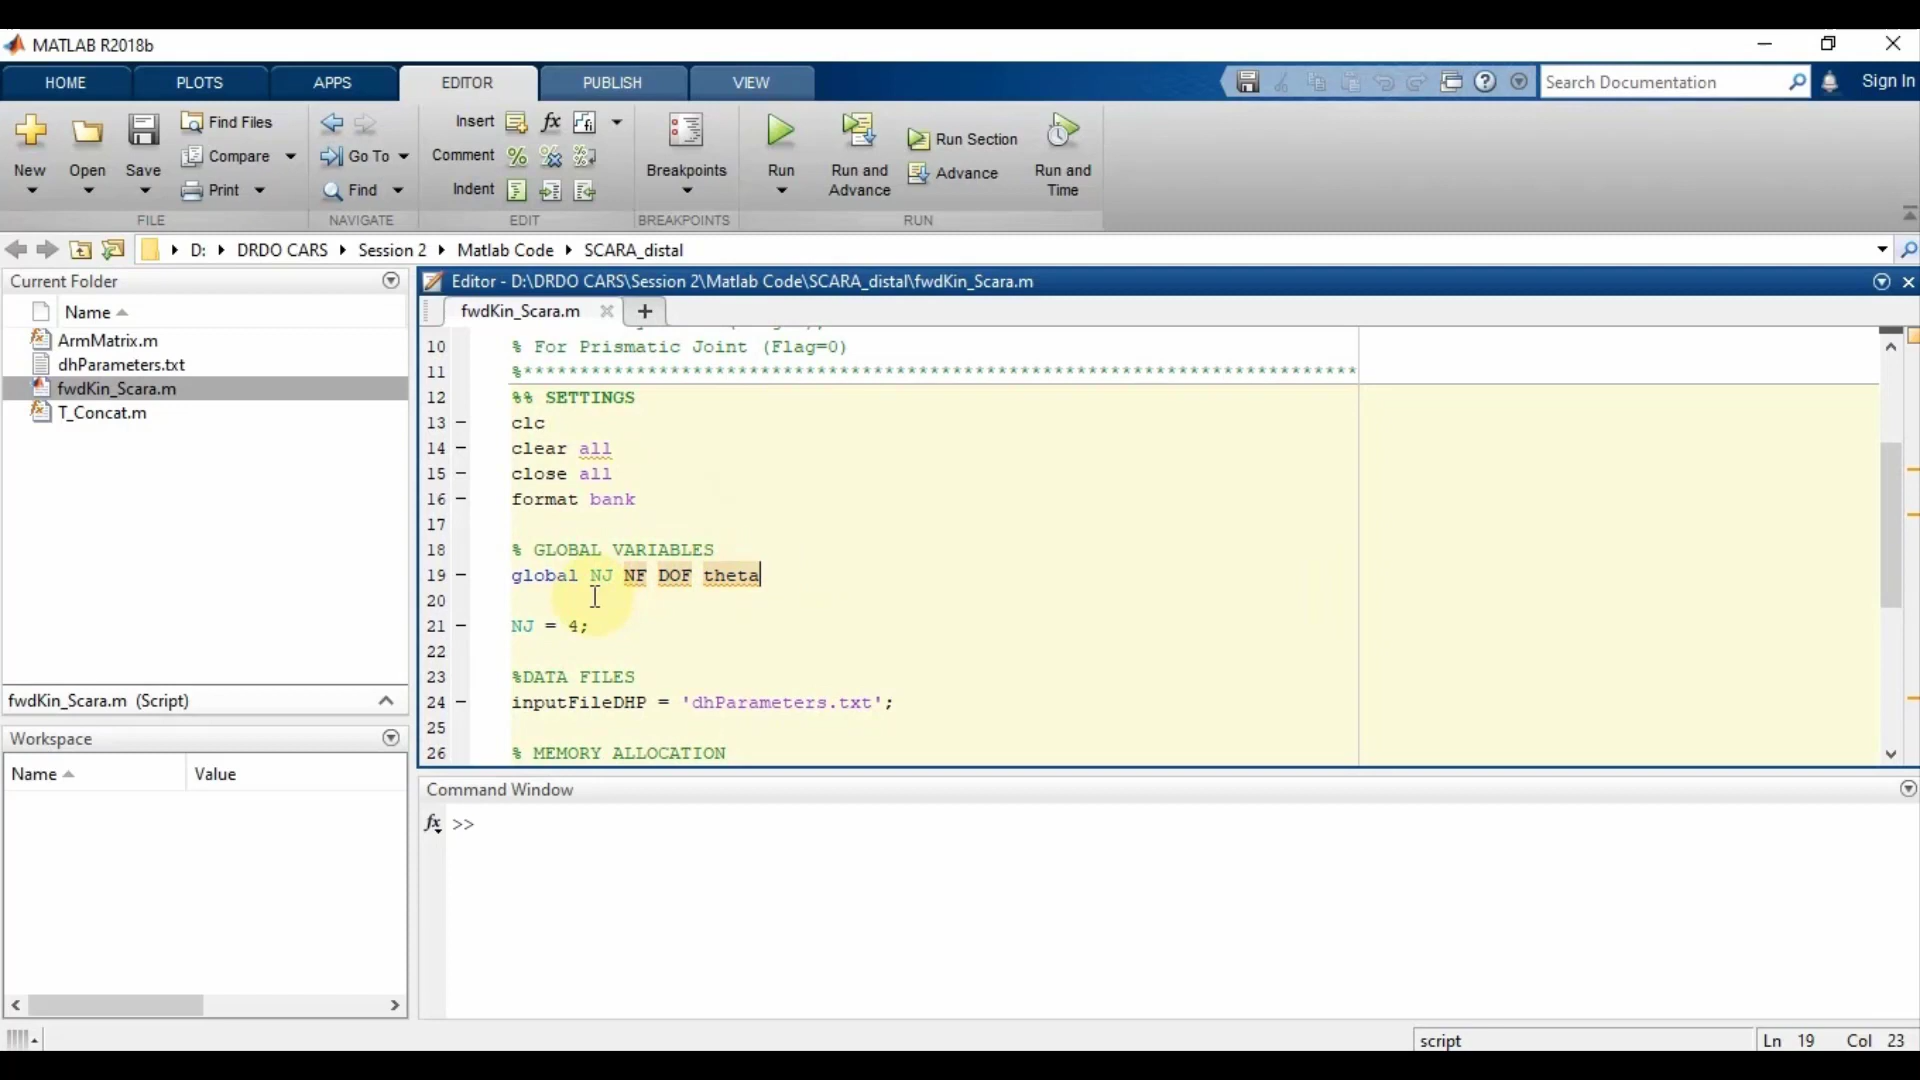 MATLAB R2018b
HOME PLOTS APPS EDITOR PUBLISH VIEW Search Documentation Sign In
New Open Save Find Files Compare Print
Go To Find
Insert fx
Comment
Indent
Breakpoints
Run Run and Advance Run Section Advance Run and Time
FILE NAVIGATE EDIT BREAKPOINTS RUN
D: DRDO CARS Session 2 Matlab Code SCARA_distal
Current Folder
Name
ArmMatrix.m
dhParameters.txt
fwdKin_Scara.m
T_Concat.m
fwdKin_Scara.m (Script)
Workspace
Name Value
Editor - D:\DRDO CARS\Session 2\Matlab Code\SCARA_distal\fwdKin_Scara.m
fwdKin_Scara.m
10 % For Prismatic Joint (Flag=0)
11 %**************************************************************************
12 %% SETTINGS
13 – clc
14 – clear all
15 – close all
16 – format bank
17
18 % GLOBAL VARIABLES
19 – global NJ NF DOF theta
20
21 – NJ = 4;
22
23 %DATA FILES
24 – inputFileDHP = 'dhParameters.txt';
25
26 % MEMORY ALLOCATION
Command Window
fx >>
script Ln 19 Col 23